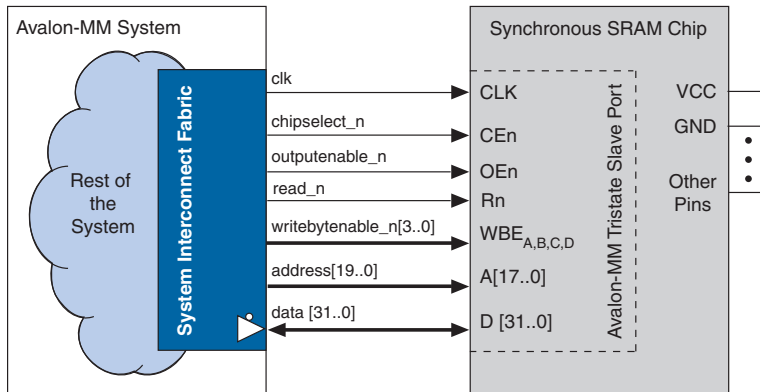 Avalon-MM System
Rest of
the
System
System Interconnect Fabric
clk
chipselect_n
outputenable_n
read_n
writebytenable_n[3..0]
address[19..0]
data [31..0]
Synchronous SRAM Chip
CLK
CEn
OEn
Rn
WBE A,B,C,D
A[17..0]
D [31..0]
Avalon-MM Tristate Slave Port
VCC
GND
Other
Pins